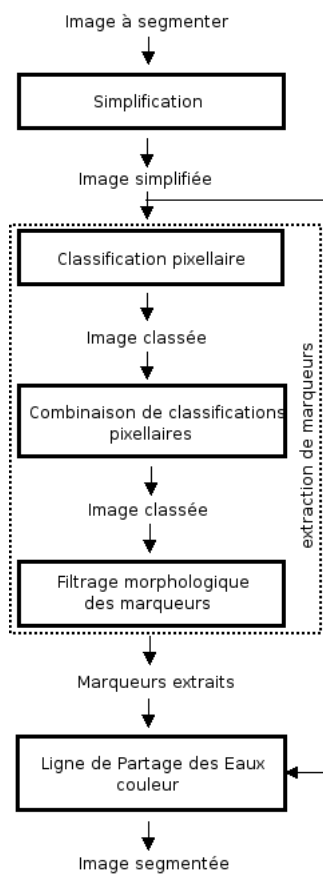 Image à segmenter
Simplification
Image simplifiée
Classification pixellaire
Image classée
Combinaison de classifications
pixellaires
Image classée
Filtrage morphologique
des marqueurs
extraction de marqueurs
Marqueurs extraits
Ligne de Partage des Eaux
couleur
Image segmentée